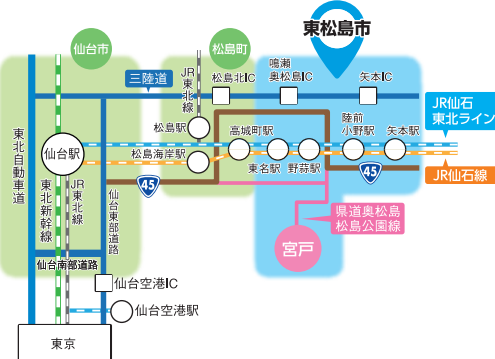 東松島市
仙台市
松島町
三陸道
JR東北線
松島北IC
鳴瀬
奥松島IC
矢本IC
JR仙石
東北ライン
松島駅
高城町駅
陸前
小野駅
矢本駅
仙台駅
松島海岸駅
東名駅
野蒜駅
JR仙石線
45
45
東北自動車道
東北新幹線
JR東北線
仙台東部道路
県道奥松島
松島公園線
宮戸
仙台南部道路
仙台空港IC
仙台空港駅
東京